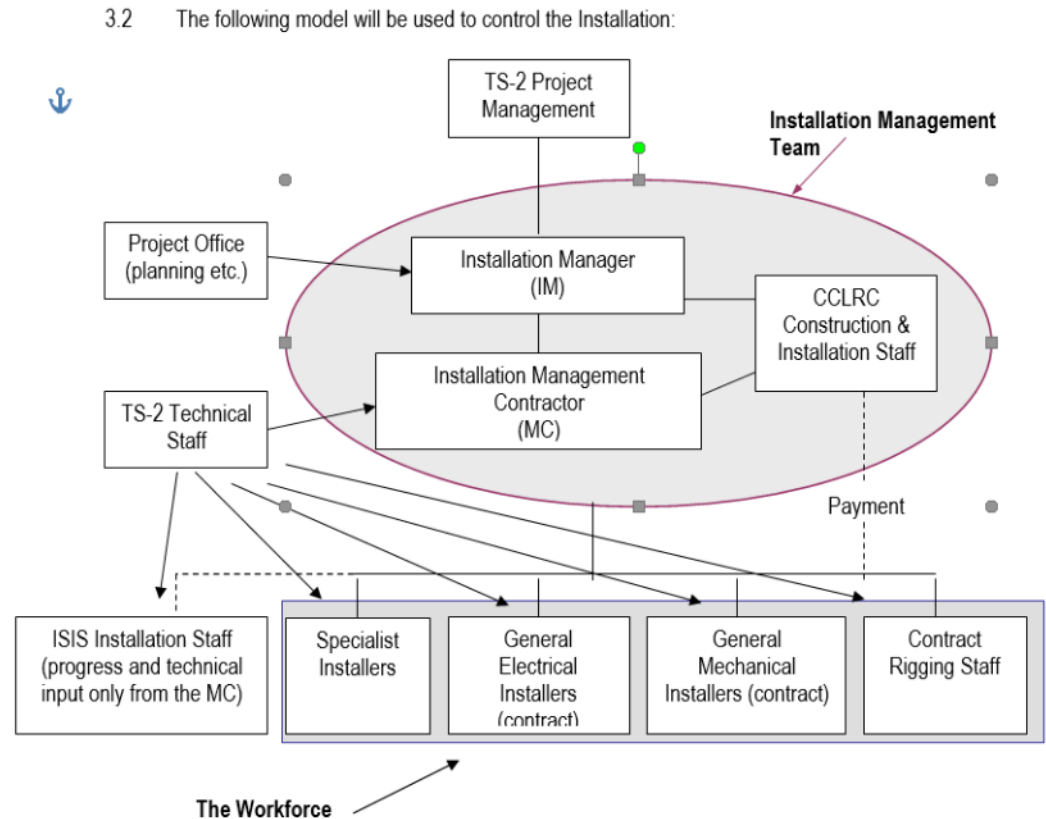 3.2 The following model will be used to control the Installation:
TS-2 Project
Management
Installation Management
Team
Project Office
(planning etc.)
Installation Manager
(IM)
CCLRC
Construction &
Installation Staff
Installation Management
Contractor
(MC)
TS-2 Technical
Staff
Payment
ISIS Installation Staff
(progress and technical
input only from the MC)
Specialist
Installers
General
Electrical
Installers
(contract)
General
Mechanical
Installers (contract)
Contract
Rigging Staff
The Workforce